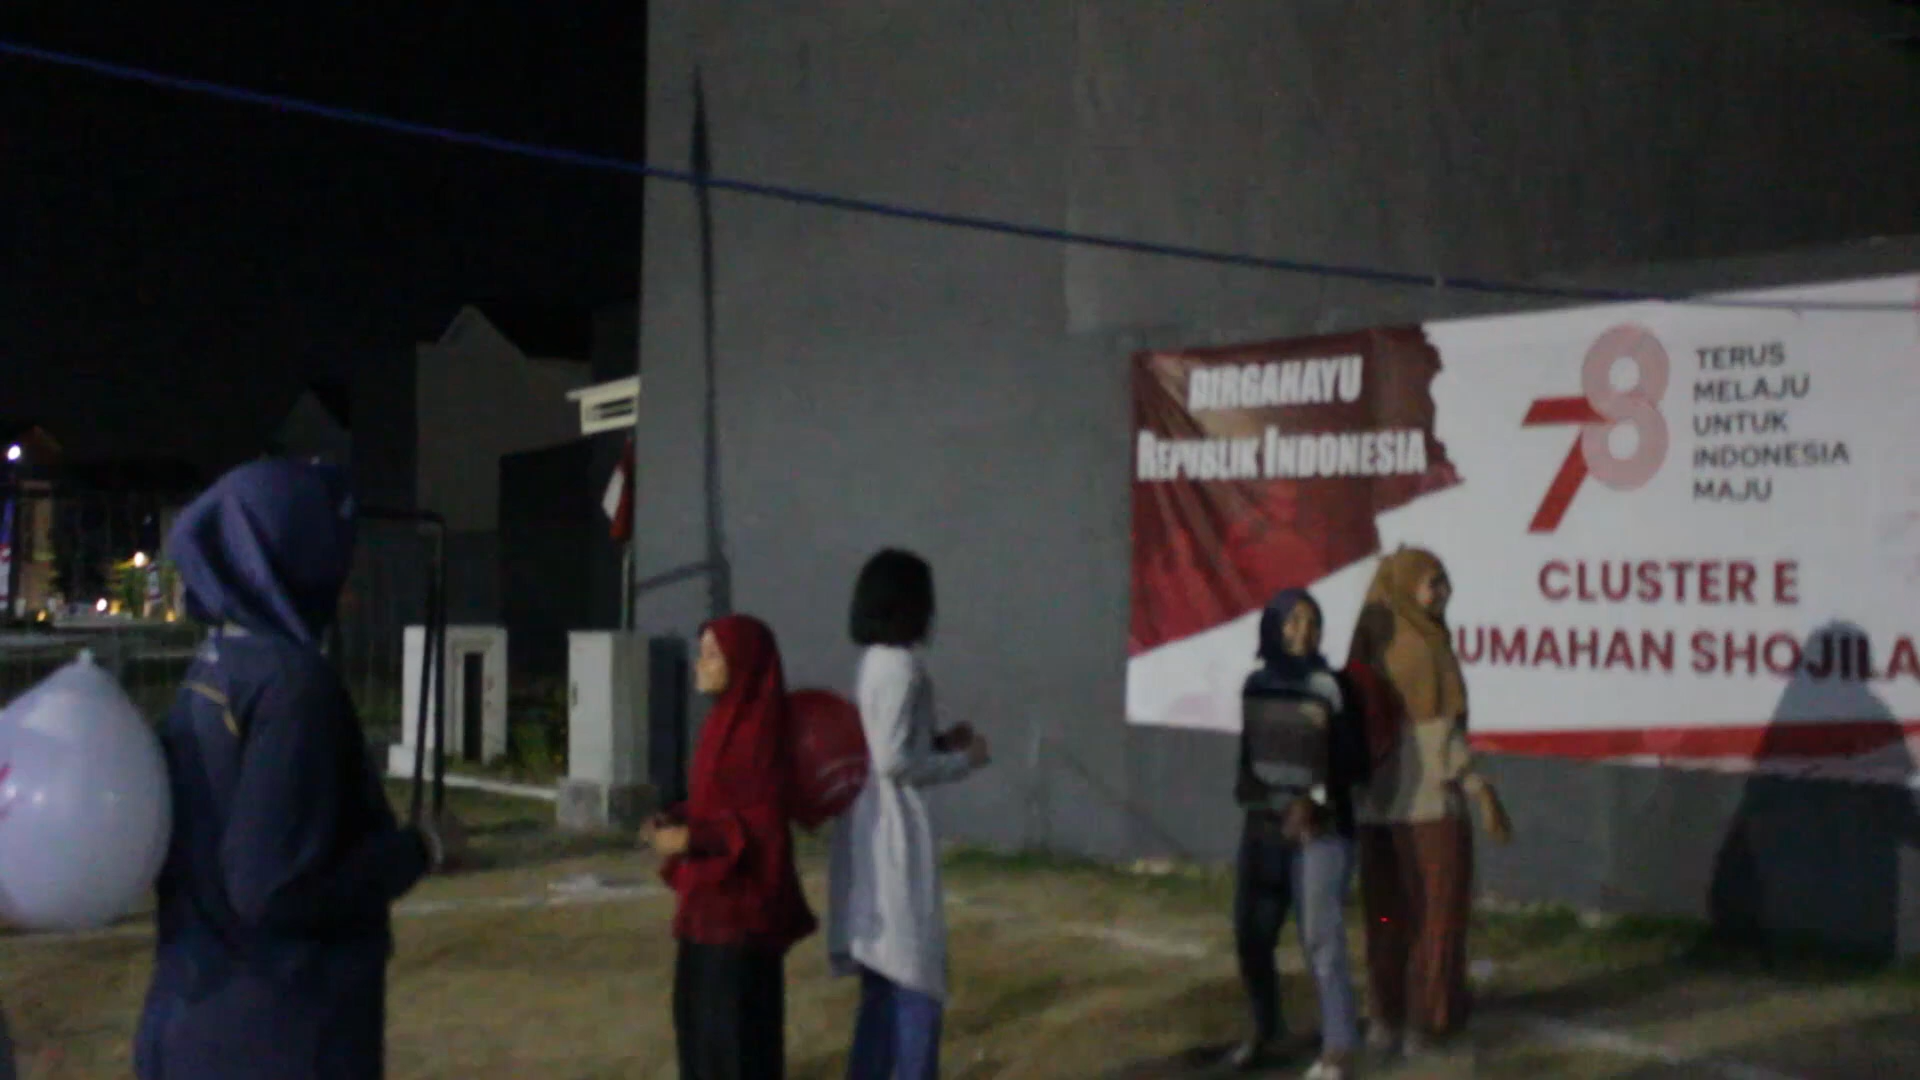 DIRGAHAYU
REPUBLIK INDONESIA
78
TERUS
MELAJU
UNTUK
INDONESIA
MAJU
CLUSTER E
UMAHAN SHOJILA